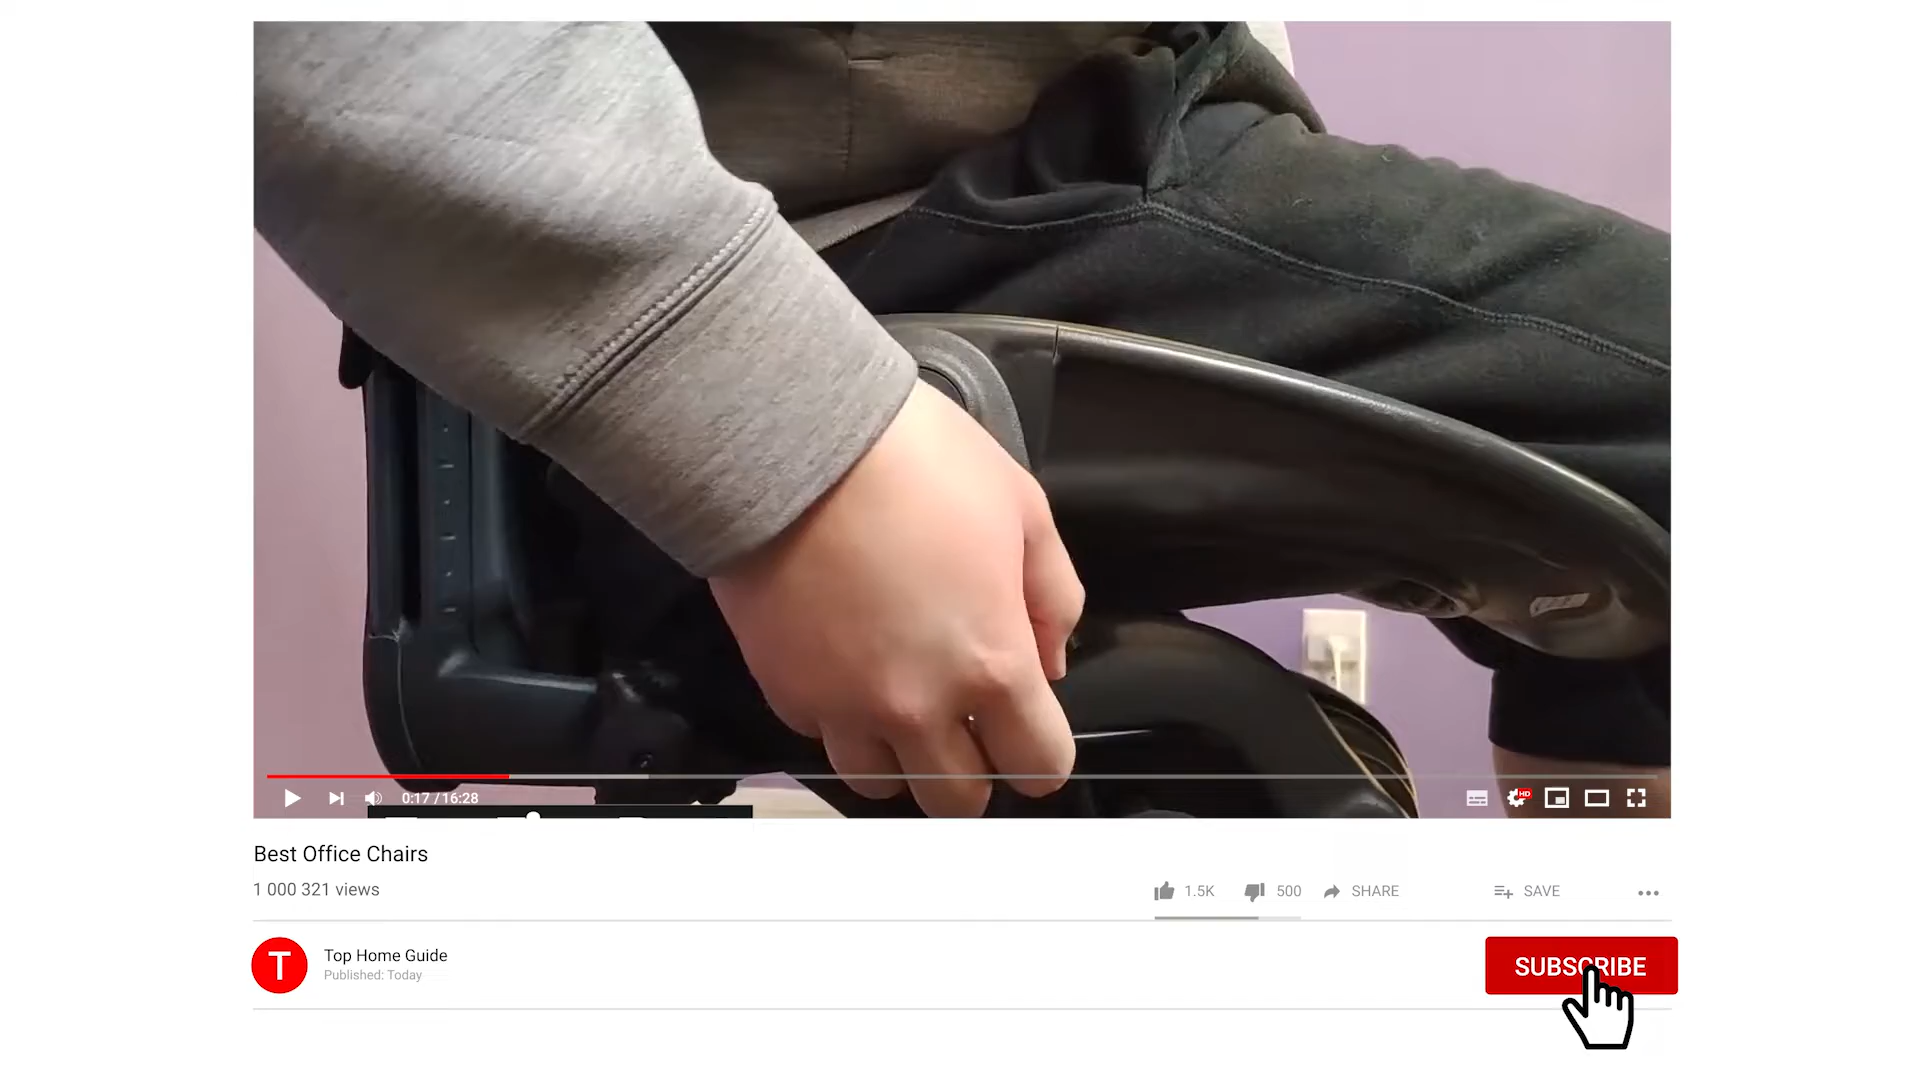 0:17 / 16:28
HD
Best Office Chairs
1 000 321 views
1.5K
500
SHARE
SAVE
T
Top Home Guide
Published: Today
SUBSCRIBE